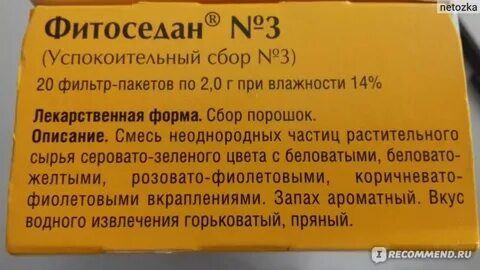 netozka
Фитоседан® №3
(Успокоительный сбор №3)
20 фильтр-пакетов по 2,0 г при влажности 14%
Лекарственная форма. Сбор порошок.
Описание. Смесь неоднородных частиц растительного
сырья серовато-зеленого цвета с беловатыми, беловато-
желтыми, розовато-фиолетовыми, коричневато-
фиолетовыми вкраплениями. Запах ароматный. Вкус
водного извлечения горьковатый, пряный.
IRECOMMEND.RU